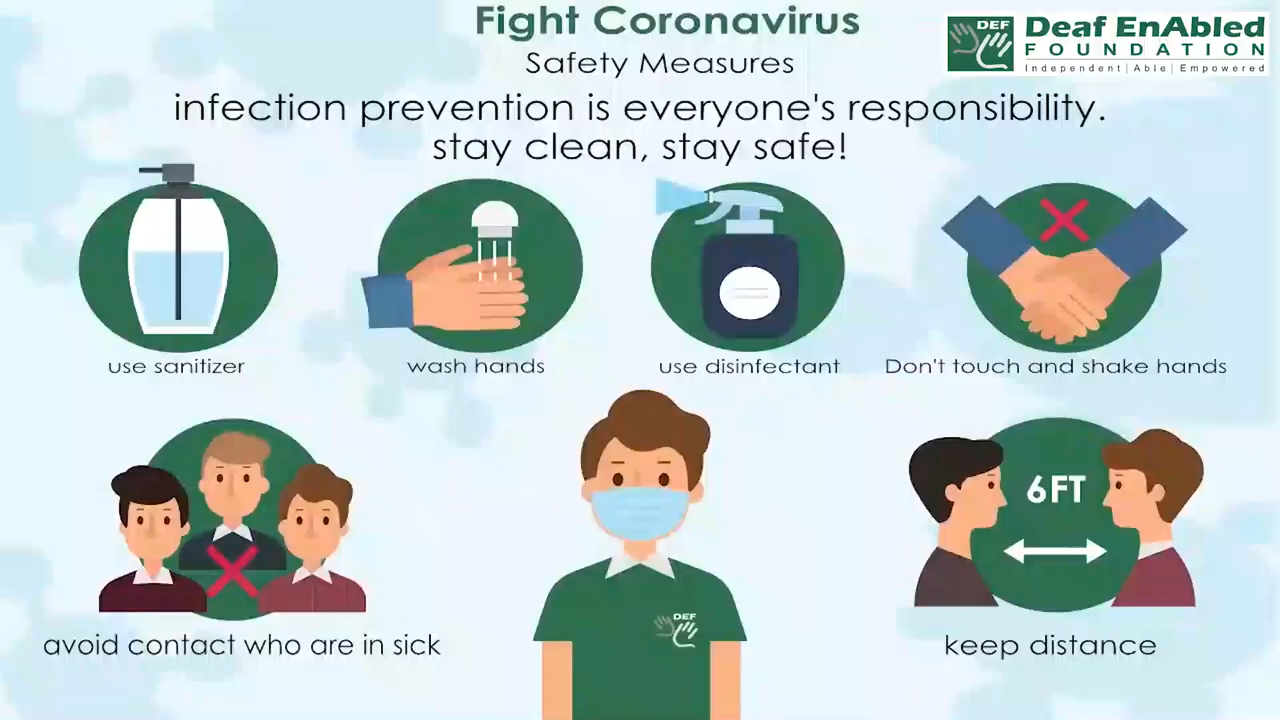 Fight Coronavirus
Safety Measures
infection prevention is everyone's responsibility.
stay clean, stay safe!
DEF
Deaf EnAbled
FOUNDATION
Independent | Able | Empowered
use sanitizer
wash hands
use disinfectant
Don't touch and shake hands
6FT
DEF
avoid contact who are in sick
keep distance